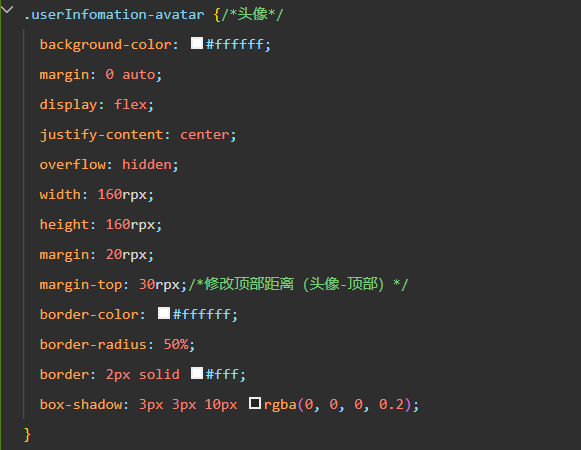 .userInfomation-avatar {/*头像*/
background-color: #ffffff;
margin: 0 auto;
display: flex;
justify-content: center;
overflow: hidden;
width: 160rpx;
height: 160rpx;
margin: 20rpx;
margin-top: 30rpx;/*修改顶部距离（头像-顶部）*/
border-color: #ffffff;
border-radius: 50%;
border: 2px solid #fff;
box-shadow: 3px 3px 10px rgba(0, 0, 0, 0.2);
}